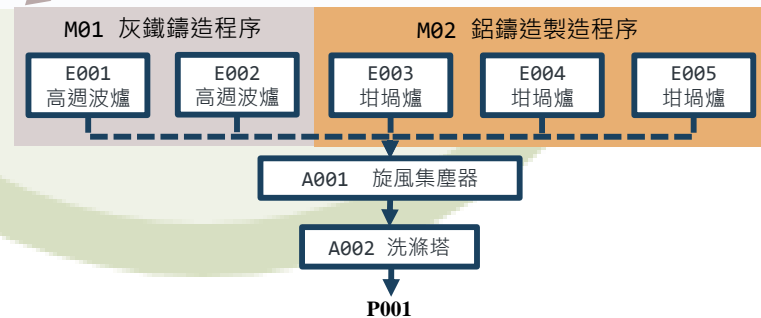 M01 灰鐵鑄造程序
M02 鋁鑄造製造程序
E001
高週波爐
E002
高週波爐
E003
坩堝爐
E004
坩堝爐
E005
坩堝爐
A001 旋風集塵器
A002 洗滌塔
P001